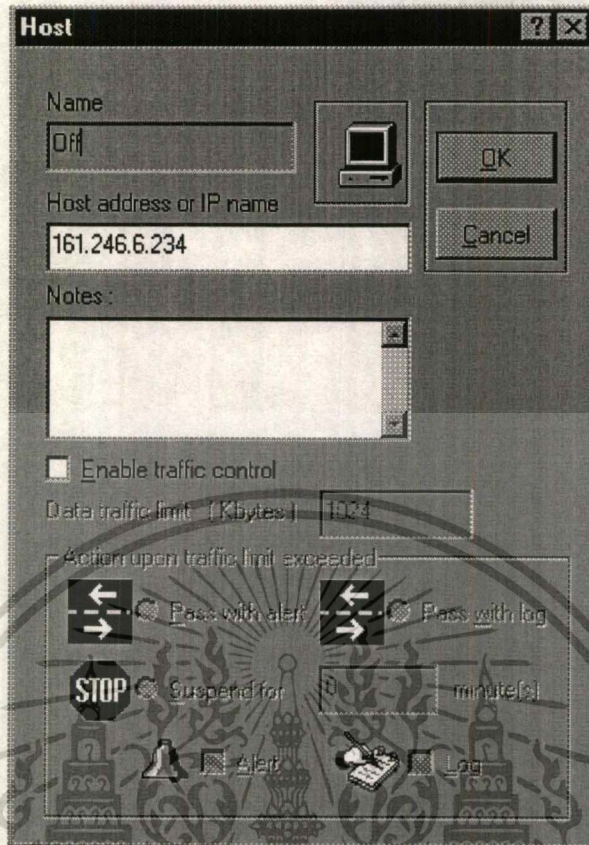 Host
Name
Off
OK
Host address or IP name
161.246.6.234
Cancel
Notes :
Enable traffic control
Data traffic limit ( Kbytes ) 1024
Action upon traffic limit exceeded
Pass with alert Pass with log
STOP Suspend for 0 minute(s)
Alert Log